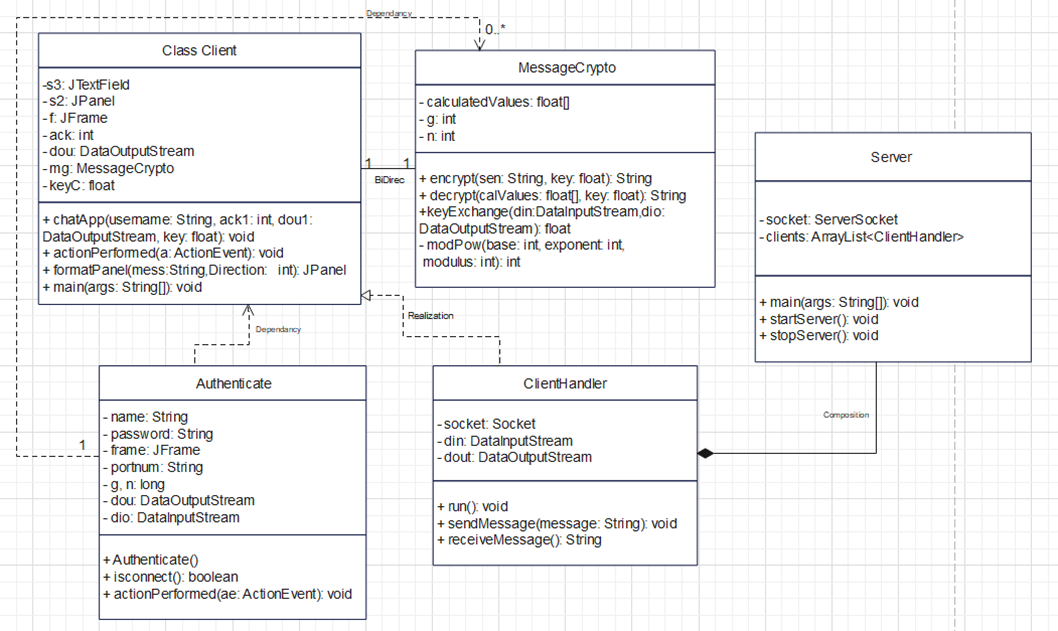 Dependancy
0..*
Class Client
-s3: JTextField
- s2: JPanel
- f: JFrame
- ack: int
- dou: DataOutputStream
- mg: MessageCrypto
- keyC: float
+ chatApp(username: String, ack1: int, dou1:
DataOutputStream, key: float): void
+ actionPerformed(a: ActionEvent): void
+ formatPanel(mess:String,Direction: int): JPanel
+ main(args: String[]): void
1
1
BiDirec
MessageCrypto
- calculatedValues: float[]
- g: int
- n: int
+ encrypt(sen: String, key: float): String
+ decrypt(calValues: float[], key: float): String
+keyExchange(din:DataInputStream,dio:
DataOutputStream): float
- modPow(base: int, exponent: int,
modulus: int): int
Server
- socket: ServerSocket
- clients: ArrayList<ClientHandler>
+ main(args: String[]): void
+ startServer(): void
+ stopServer(): void
Dependancy
Realization
Composition
1
Authenticate
- name: String
- password: String
- frame: JFrame
- portnum: String
- g, n: long
- dou: DataOutputStream
- dio: DataInputStream
+ Authenticate()
+ isconnect(): boolean
+ actionPerformed(ae: ActionEvent): void
ClientHandler
- socket: Socket
- din: DataInputStream
- dout: DataOutputStream
+ run(): void
+ sendMessage(message: String): void
+ receiveMessage(): String